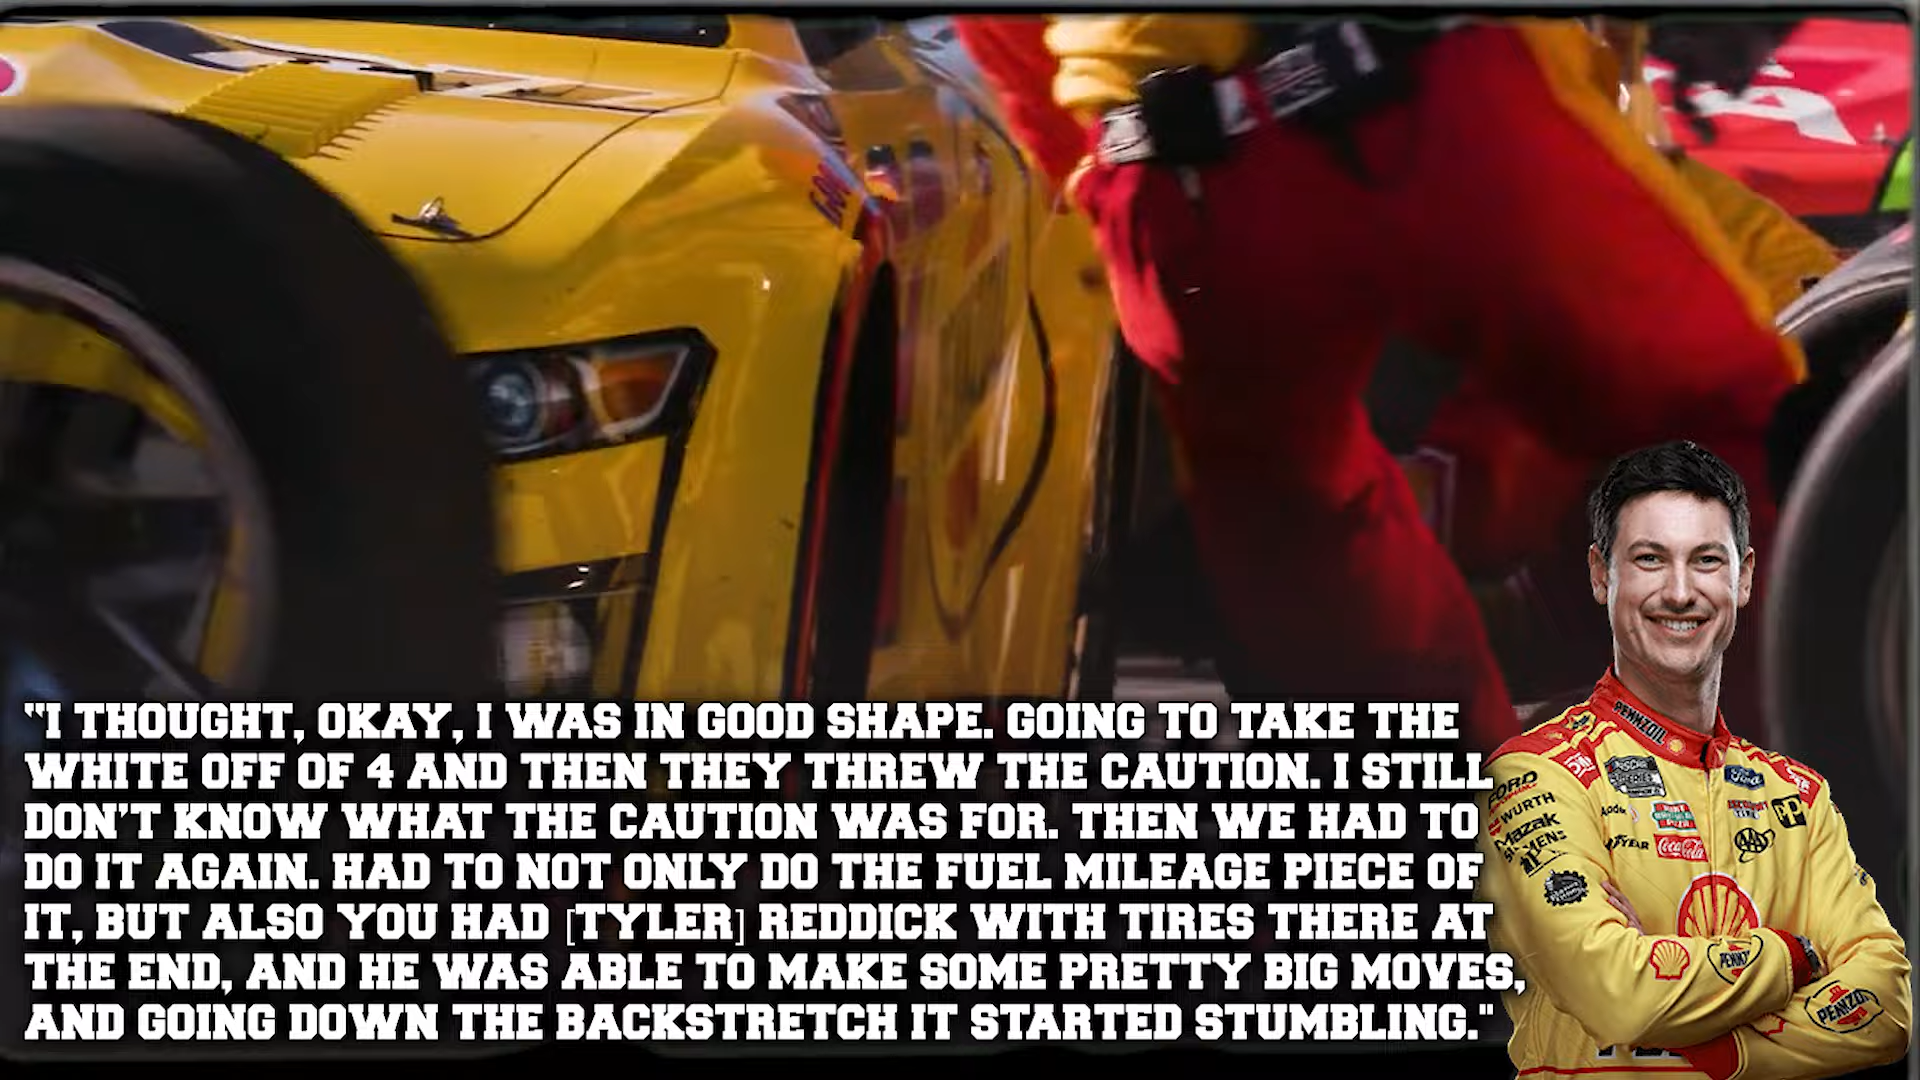 "I THOUGHT, OKAY, I WAS IN GOOD SHAPE. GOING TO TAKE THE
WHITE OFF OF 4 AND THEN THEY THREW THE CAUTION. I STILL
DON'T KNOW WHAT THE CAUTION WAS FOR. THEN WE HAD TO
DO IT AGAIN. HAD TO NOT ONLY DO THE FUEL MILEAGE PIECE OF
IT, BUT ALSO YOU HAD [TYLER] REDDICK WITH TIRES THERE AT
THE END, AND HE WAS ABLE TO MAKE SOME PRETTY BIG MOVES,
AND GOING DOWN THE BACKSTRETCH IT STARTED STUMBLING."
PENNZOIL
FORD
WURTH
Mazak
Ford
Coca-Cola
AAA